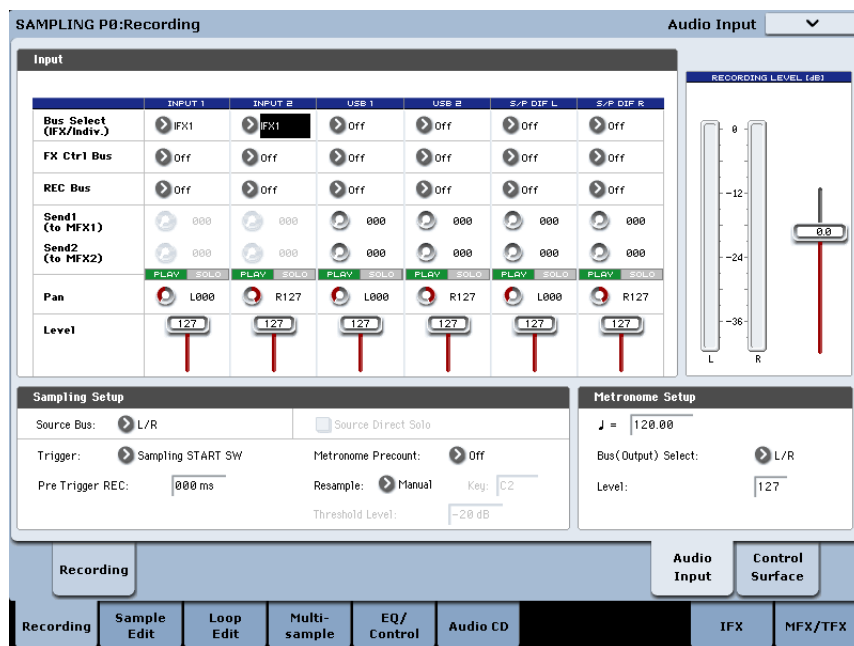 SAMPLING P0:Recording
Audio Input
Input
RECORDING LEVEL [dB]
INPUT 1 INPUT 2 USB 1 USB 2 S/P DIF L S/P DIF R
Bus Select (IFX/Indiv.) IFX1 IFX1 Off Off Off Off
FX Ctrl Bus Off Off Off Off Off Off
REC Bus Off Off Off Off Off Off
Send1 (to MFX1) 000 000 000 000 000 000
Send2 (to MFX2) 000 000 000 000 000 000
PLAY SOLO PLAY SOLO PLAY SOLO PLAY SOLO PLAY SOLO PLAY SOLO
Pan L000 R127 L000 R127 L000 R127
Level 127 127 127 127 127 127
0
-12
-24
-36
L R
0.0
Sampling Setup
Source Bus: L/R Source Direct Solo
Trigger: Sampling START SW Metronome Precount: Off
Pre Trigger REC: 000 ms Resample: Manual Key: C2
Threshold Level: -20 dB
Metronome Setup
♩ = 120.00
Bus(Output) Select: L/R
Level: 127
Recording
Audio Input
Control Surface
Recording
Sample Edit
Loop Edit
Multi-sample
EQ/Control
Audio CD
IFX
MFX/TFX